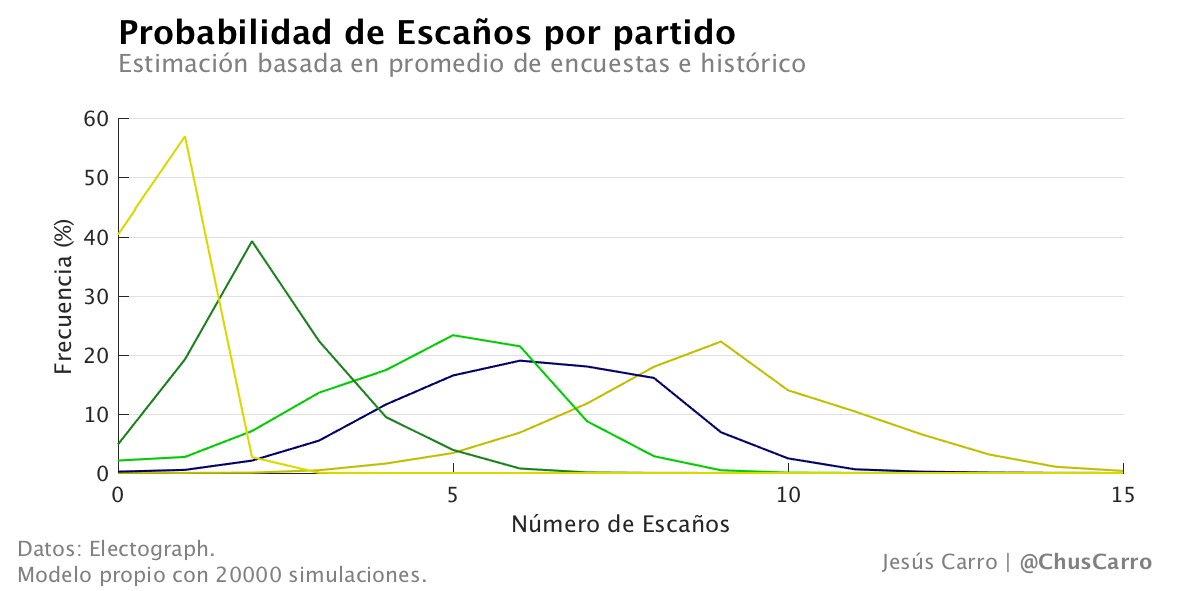 Probabilidad de Escaños por partido
Estimación basada en promedio de encuestas e histórico
60
50
40
30
20
10
0
Frecuencia (%)
0 5 10 15
Número de Escaños
Datos: Electograph.
Modelo propio con 20000 simulaciones.
Jesús Carro | @ChusCarro